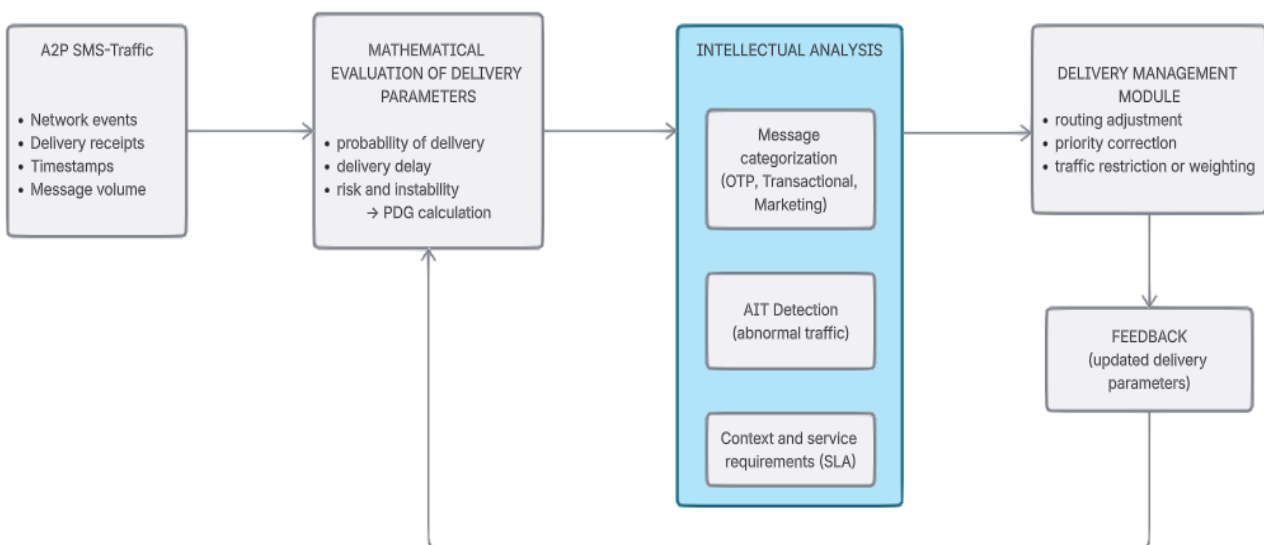 A2P SMS-Traffic
• Network events
• Delivery receipts
• Timestamps
• Message volume
MATHEMATICAL
EVALUATION OF DELIVERY
PARAMETERS
• probability of delivery
• delivery delay
• risk and instability
→ PDG calculation
INTELLECTUAL ANALYSIS
Message
categorization
(OTP, Transactional,
Marketing)
AIT Detection
(abnormal traffic)
Context and service
requirements (SLA)
DELIVERY MANAGEMENT
MODULE
• routing adjustment
• priority correction
• traffic restriction or weighting
FEEDBACK
(updated delivery
parameters)